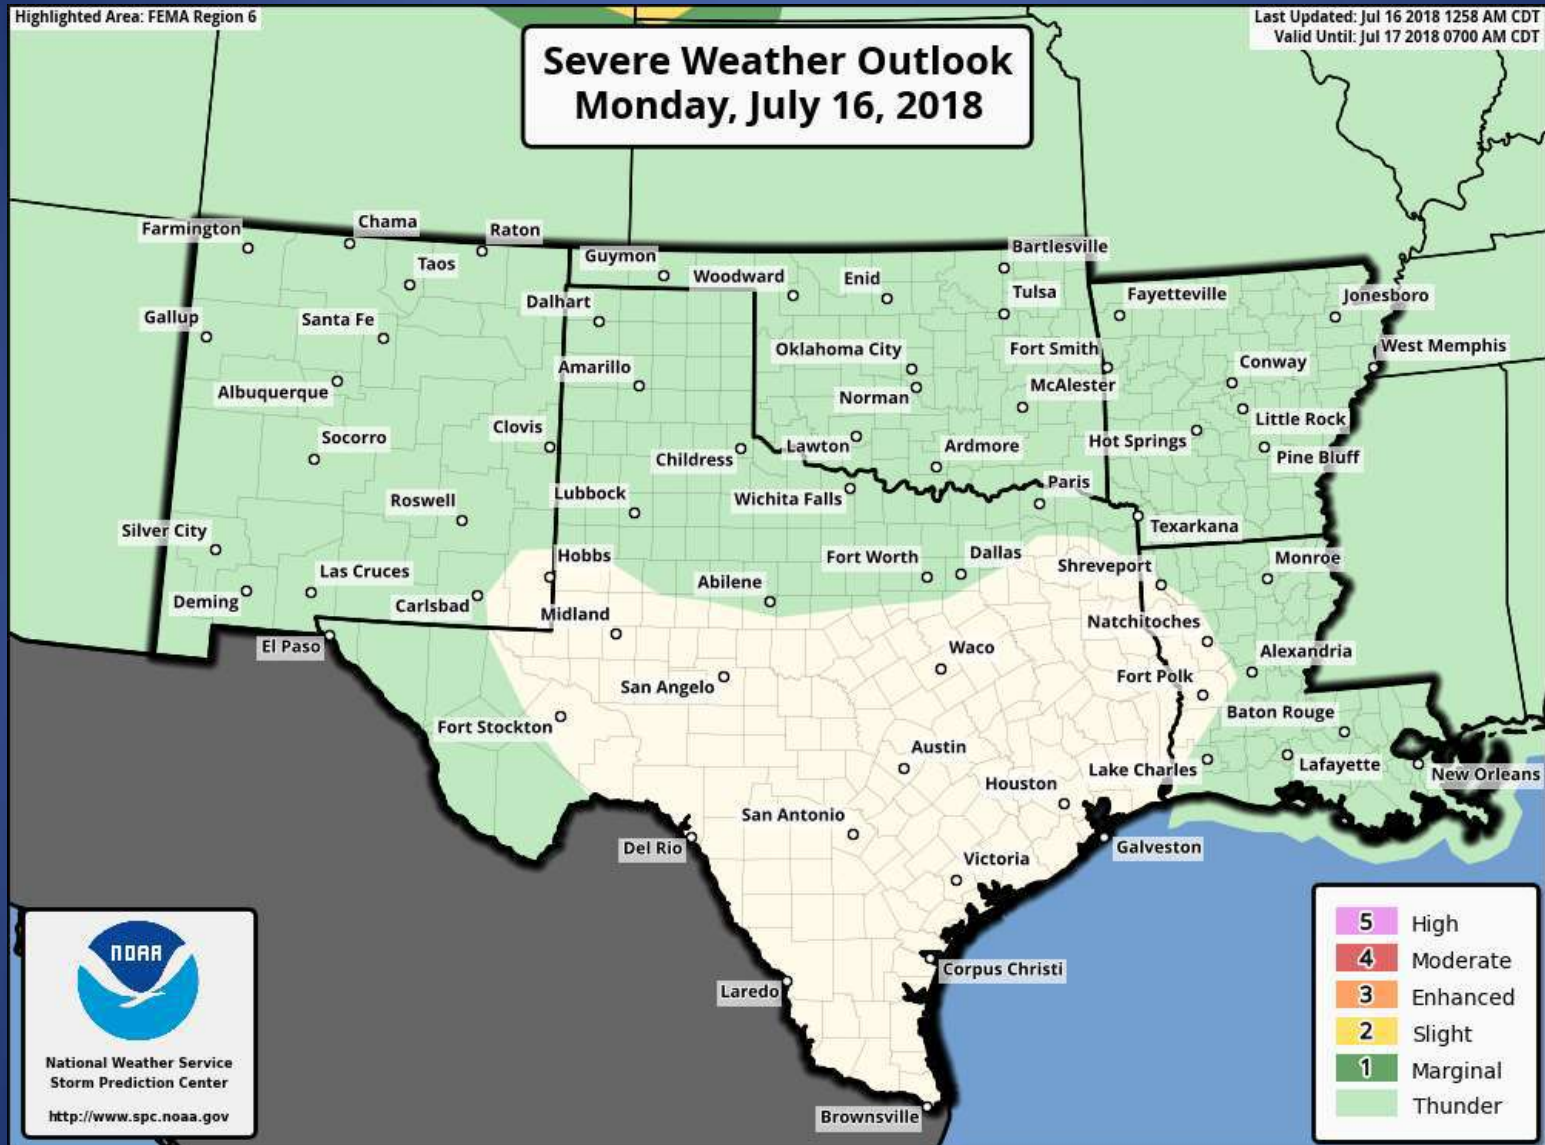 Highlighted Area: FEMA Region 6
Last Updated: Jul 16 2018 1258 AM CDT
Valid Until: Jul 17 2018 0700 AM CDT
Severe Weather Outlook
Monday, July 16, 2018
Farmington
Chama
Raton
Taos
Guymon
Woodward
Enid
Bartlesville
Tulsa
Fayetteville
Jonesboro
Dalhart
Gallup
Santa Fe
Oklahoma City
Fort Smith
West Memphis
Conway
Amarillo
Albuquerque
Norman
McAlester
Little Rock
Clovis
Socorro
Childress
Lawton
Ardmore
Hot Springs
Pine Bluff
Roswell
Lubbock
Wichita Falls
Paris
Texarkana
Silver City
Hobbs
Fort Worth
Dallas
Shreveport
Monroe
Las Cruces
Deming
Carlsbad
Abilene
Midland
Natchitoches
El Paso
Waco
Alexandria
San Angelo
Fort Polk
Fort Stockton
Baton Rouge
Austin
Lake Charles
Lafayette
New Orleans
Houston
San Antonio
Del Rio
Victoria
Galveston
Laredo
Corpus Christi
Brownsville
NOAA
National Weather Service
Storm Prediction Center
http://www.spc.noaa.gov
5 High
4 Moderate
3 Enhanced
2 Slight
1 Marginal
Thunder